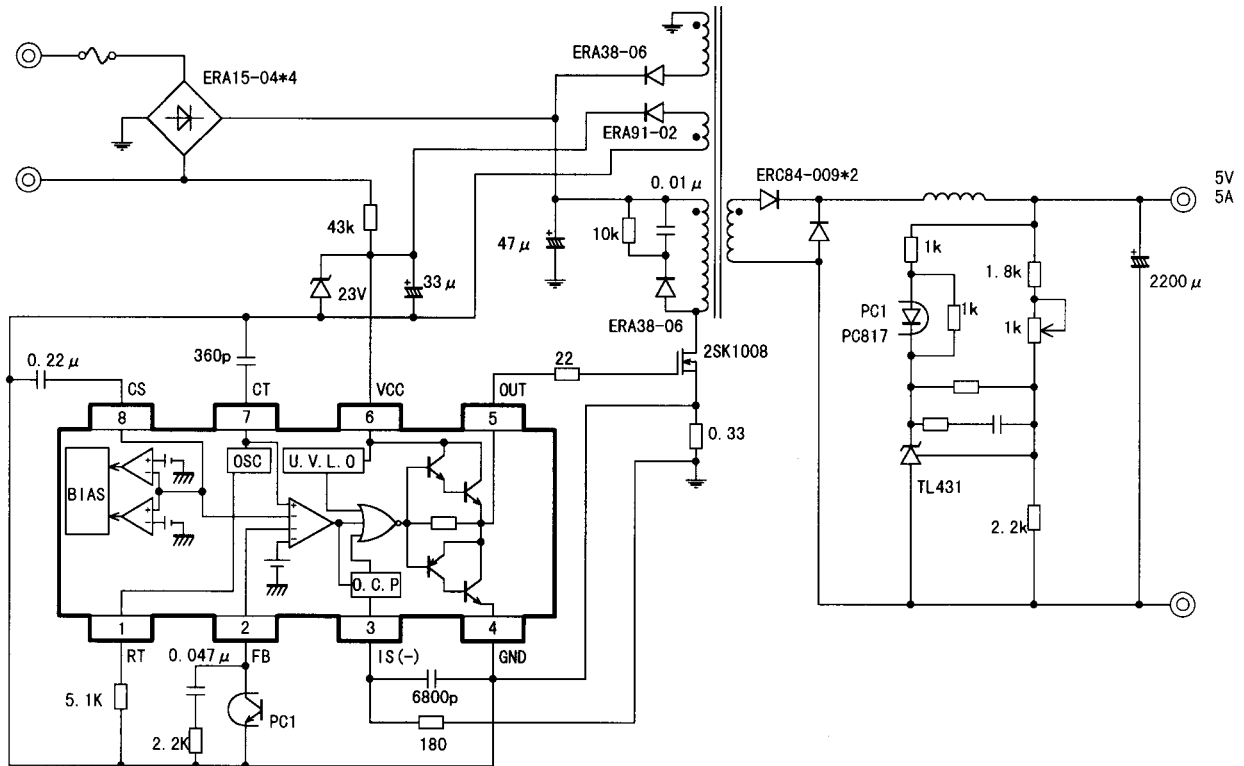 ERA38-06
ERA15-04*4
ERA91-02
ERC84-009*2
5V
5A
0.01μ
43k
10k
47μ
1k
1.8k
2200μ
23V
33μ
PC1
PC817
1k
1k
ERA38-06
2SK1008
0.22μ
360p
22
CS
CT
VCC
OUT
8
7
6
5
0.33
OSC
U.V.L.O
TL431
BIAS
2.2k
O.C.P
1
2
3
4
RT
FB
IS(-)
GND
0.047μ
6800p
5.1K
PC1
2.2K
180